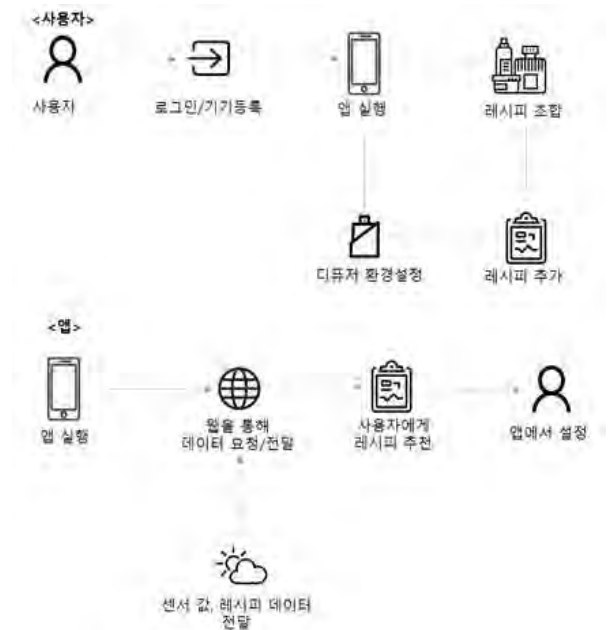 <사용자>
사용자
로그인/기기등록
앱 실행
레시피 조합
디퓨저 환경설정
레시피 추가
<앱>
앱 실행
웹을 통해
데이터 요청/전달
사용자에게
레시피 추천
앱에서 설정
센서 값, 레시피 데이터
전달